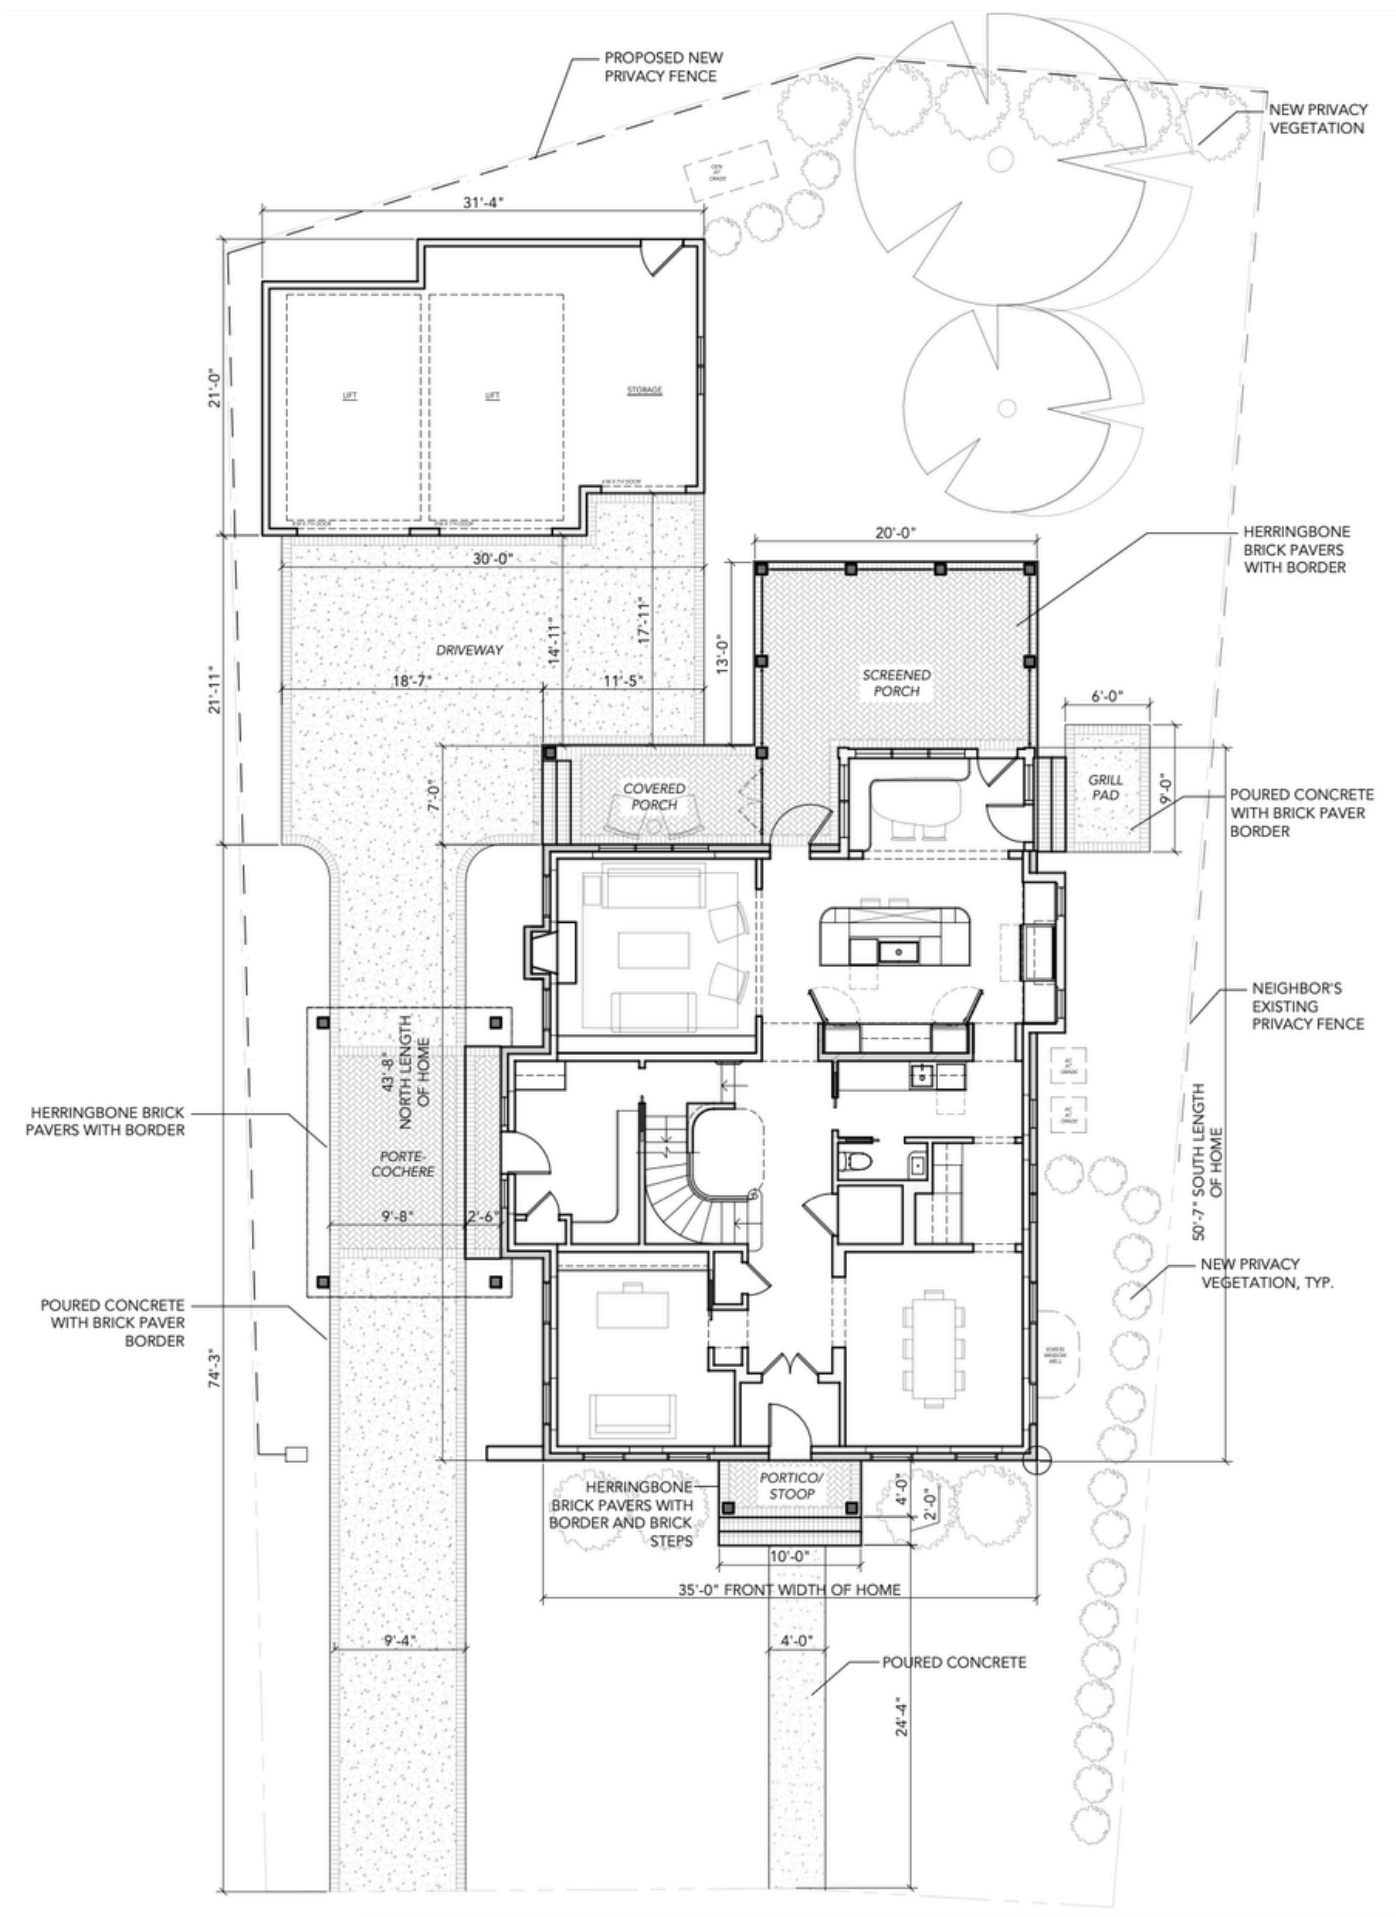 PROPOSED NEW
PRIVACY FENCE
NEW PRIVACY
VEGETATION
GEN
AT
GRADE
31'-4"
21'-0"
LIFT
LIFT
STORAGE
30'-0"
20'-0"
HERRINGBONE
BRICK PAVERS
WITH BORDER
DRIVEWAY
14'-11"
17'-11"
13'-0"
21'-11"
18'-7"
11'-5"
SCREENED
PORCH
6'-0"
7'-0"
COVERED
PORCH
GRILL
PAD
9'-0"
POURED CONCRETE
WITH BRICK PAVER
BORDER
NEIGHBOR'S
EXISTING
PRIVACY FENCE
43'-8"
NORTH LENGTH
OF HOME
HERRINGBONE BRICK
PAVERS WITH BORDER
PORTE-
COCHERE
9'-8"
2'-6"
50'-7" SOUTH LENGTH
OF HOME
NEW PRIVACY
VEGETATION, TYP.
POURED CONCRETE
WITH BRICK PAVER
BORDER
EGRESS
WINDOW
WELL
74'-3"
HERRINGBONE
BRICK PAVERS WITH
BORDER AND BRICK
STEPS
PORTICO/
STOOP
4'-0"
2'-0"
10'-0"
35'-0" FRONT WIDTH OF HOME
9'-4"
4'-0"
POURED CONCRETE
24'-4"